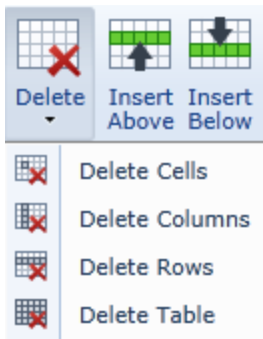 Delete Insert Insert
Above Below
Delete Cells
Delete Columns
Delete Rows
Delete Table